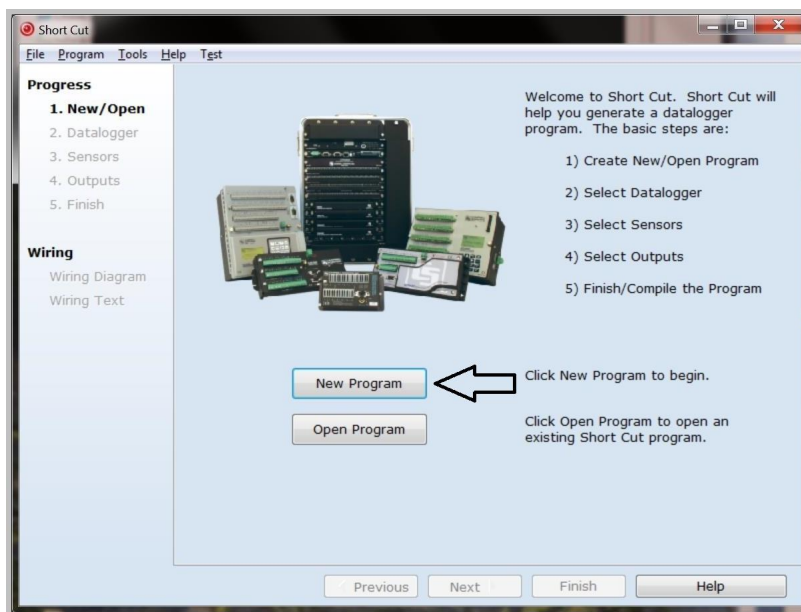 Short Cut
File Program Tools Help Test
Progress
1. New/Open
2. Datalogger
3. Sensors
4. Outputs
5. Finish
Wiring
Wiring Diagram
Wiring Text
Welcome to Short Cut. Short Cut will
help you generate a datalogger
program. The basic steps are:
1) Create New/Open Program
2) Select Datalogger
3) Select Sensors
4) Select Outputs
5) Finish/Compile the Program
New Program
Click New Program to begin.
Open Program
Click Open Program to open an
existing Short Cut program.
Previous
Next
Finish
Help